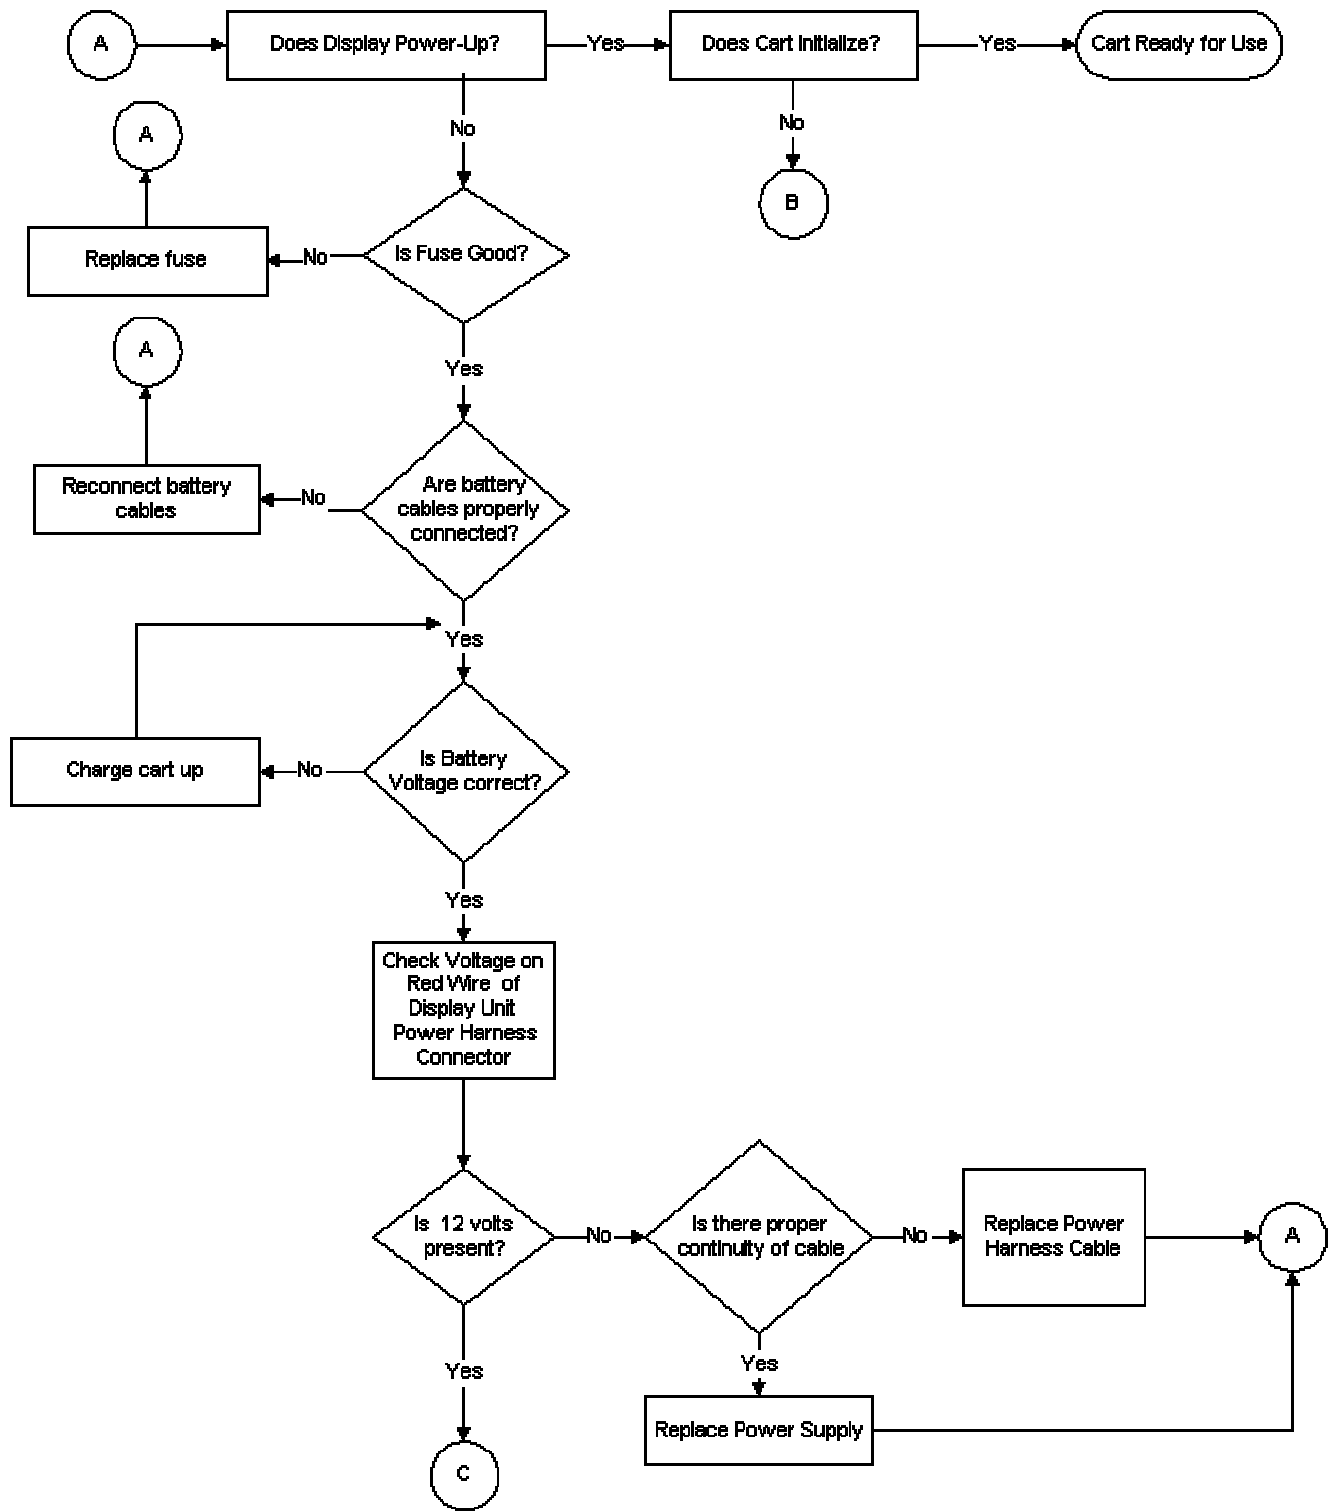 A
Does Display Power-Up?
Yes
Does Cart Initialize?
Yes
Cart Ready for Use
No
No
A
B
Replace fuse
No
Is Fuse Good?
A
Yes
Reconnect battery
cables
No
Are battery
cables properly
connected?
Yes
Charge cart up
No
Is Battery
Voltage correct?
Yes
Check Voltage on
Red Wire of
Display Unit
Power Harness
Connector
Is 12 volts
present?
No
Is there proper
continuity of cable
No
Replace Power
Harness Cable
A
Yes
Yes
Replace Power Supply
C